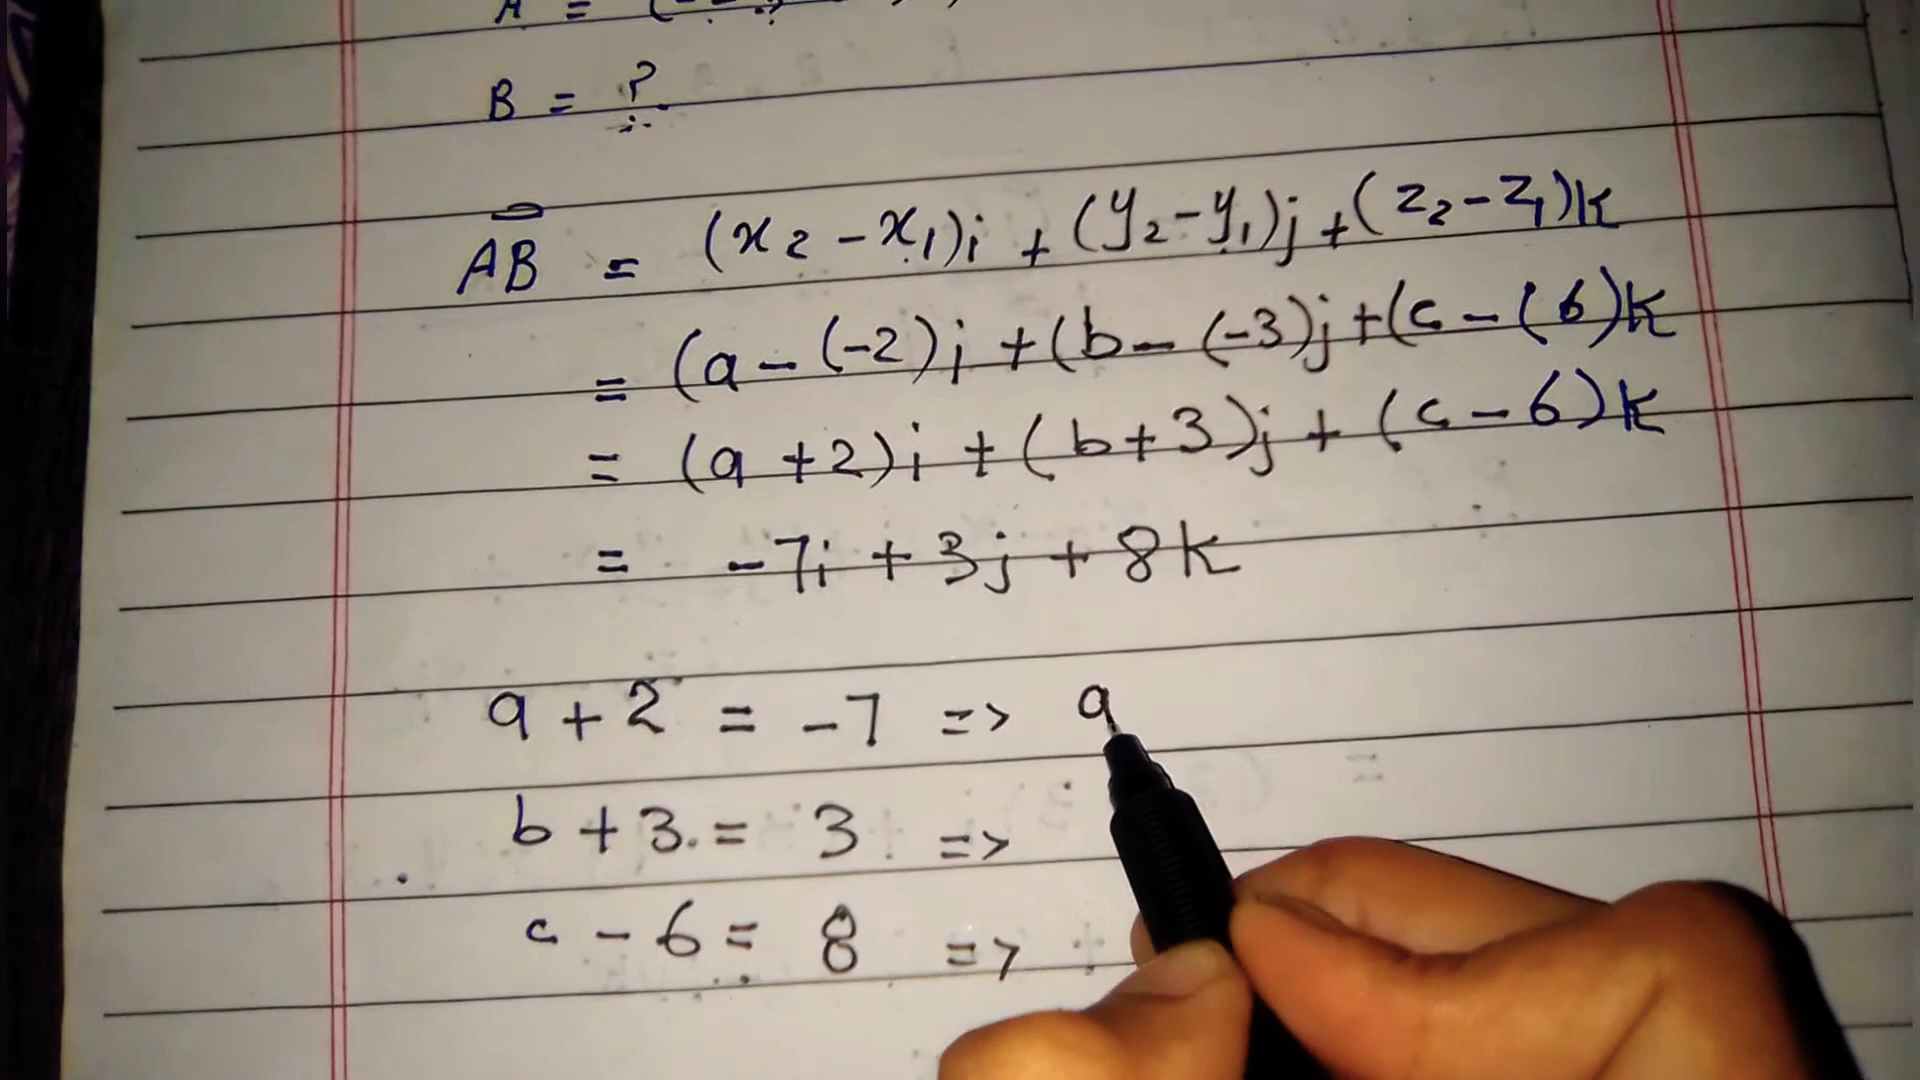 A = (
B = ?
AB = (x₂ - x₁)i + (y₂ - y₁)j + (z₂ - z₁)k
= (a - (-2)i + (b - (-3)j + (c - (6)k
= (a + 2)i + (b + 3)j + (c - 6)k
= -7i + 3j + 8k
a + 2 = -7 => a
b + 3 = 3 =>
c - 6 = 8 =>